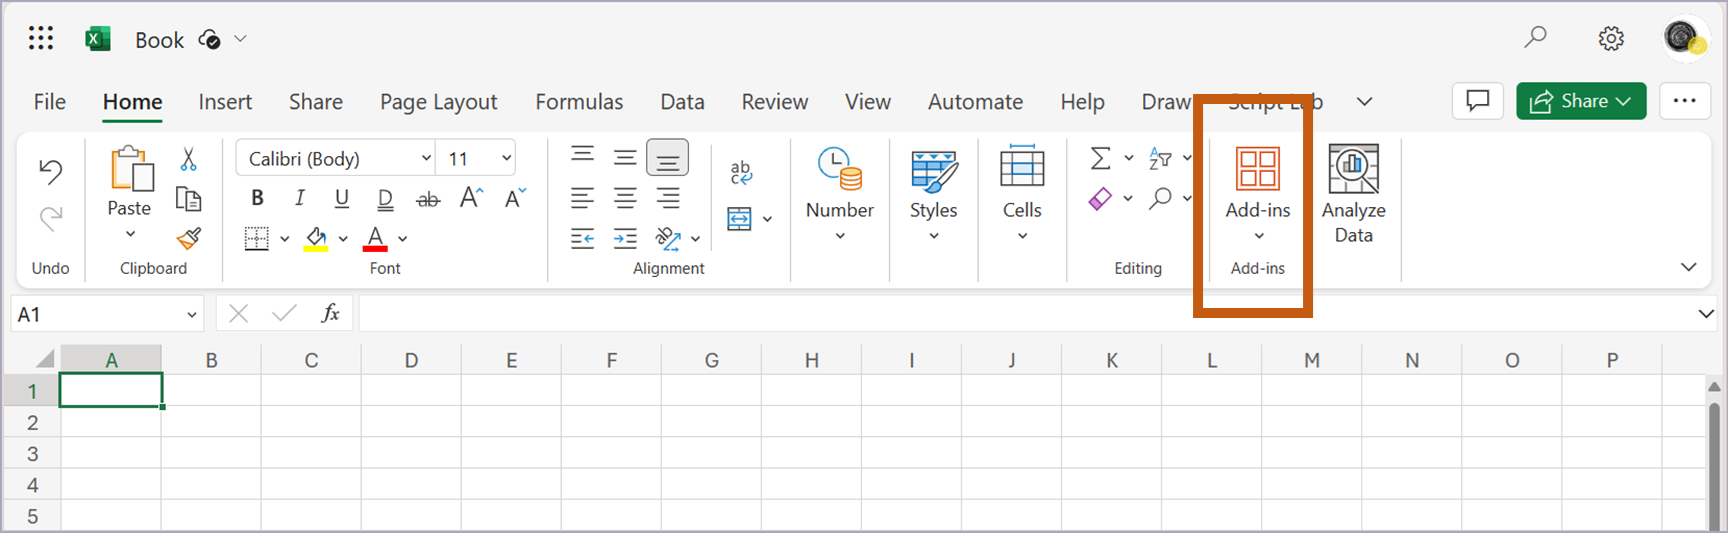 Book
File Home Insert Share Page Layout Formulas Data Review View Automate Help Draw Script Lab Share
Calibri (Body) 11
Paste
B I U D ab A A
ab
c
Number Styles Cells
Σ A
Z
Add-ins Analyze
Data
Undo Clipboard Font Alignment Editing Add-ins
A1 fx
A B C D E F G H I J K L M N O P
1
2
3
4
5